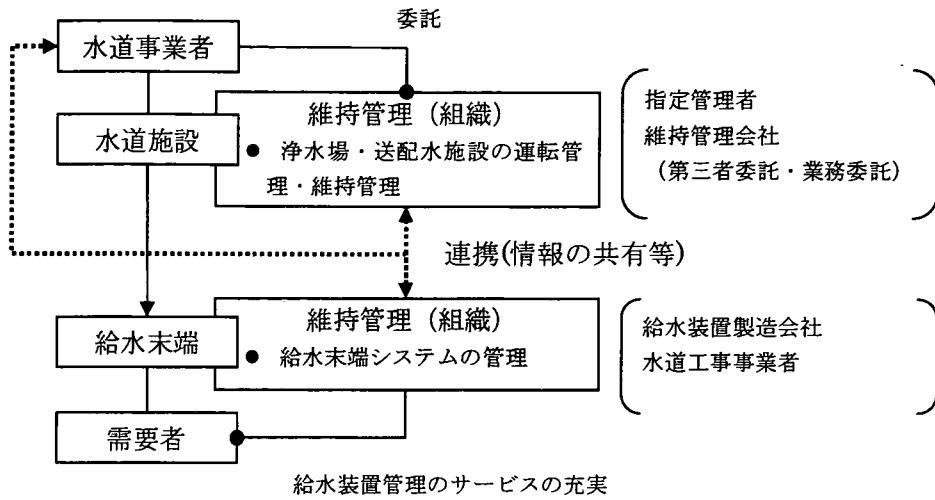 委託
水道事業者
水道施設
維持管理（組織）
● 浄水場・送配水施設の運転管
理・維持管理
指定管理者
維持管理会社
（第三者委託・業務委託）
連携(情報の共有等)
給水末端
維持管理（組織）
● 給水末端システムの管理
給水装置製造会社
水道工事事業者
需要者
給水装置管理のサービスの充実